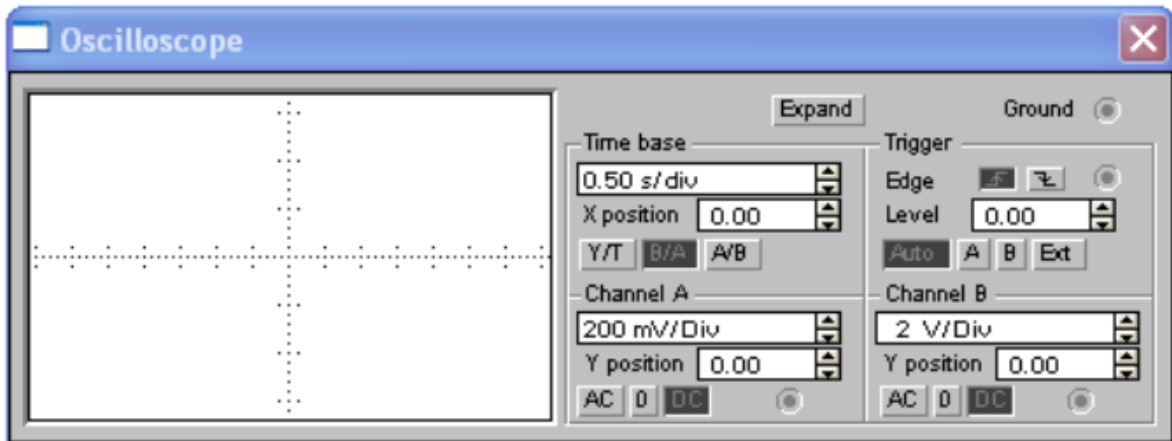 Oscilloscope
Expand
Ground
Time base
0.50 s/div
X position 0.00
Y/T B/A A/B
Trigger
Edge
Level 0.00
Auto A B Ext
Channel A
200 mV/Div
Y position 0.00
AC 0 DC
Channel B
2 V/Div
Y position 0.00
AC 0 DC